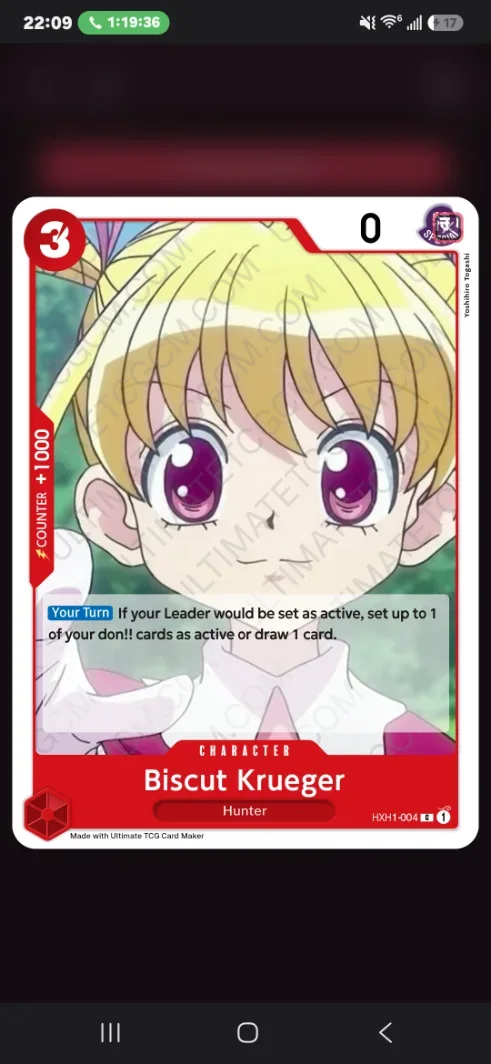 22:09
1:19:36
6
17
3
0
SPECIAL
Yoshihiro Togashi
COUNTER +1000
Your Turn If your Leader would be set as active, set up to 1
of your don!! cards as active or draw 1 card.
CHARACTER
Biscut Krueger
Hunter
HXH1-004 C 1
Made with Ultimate TCG Card Maker